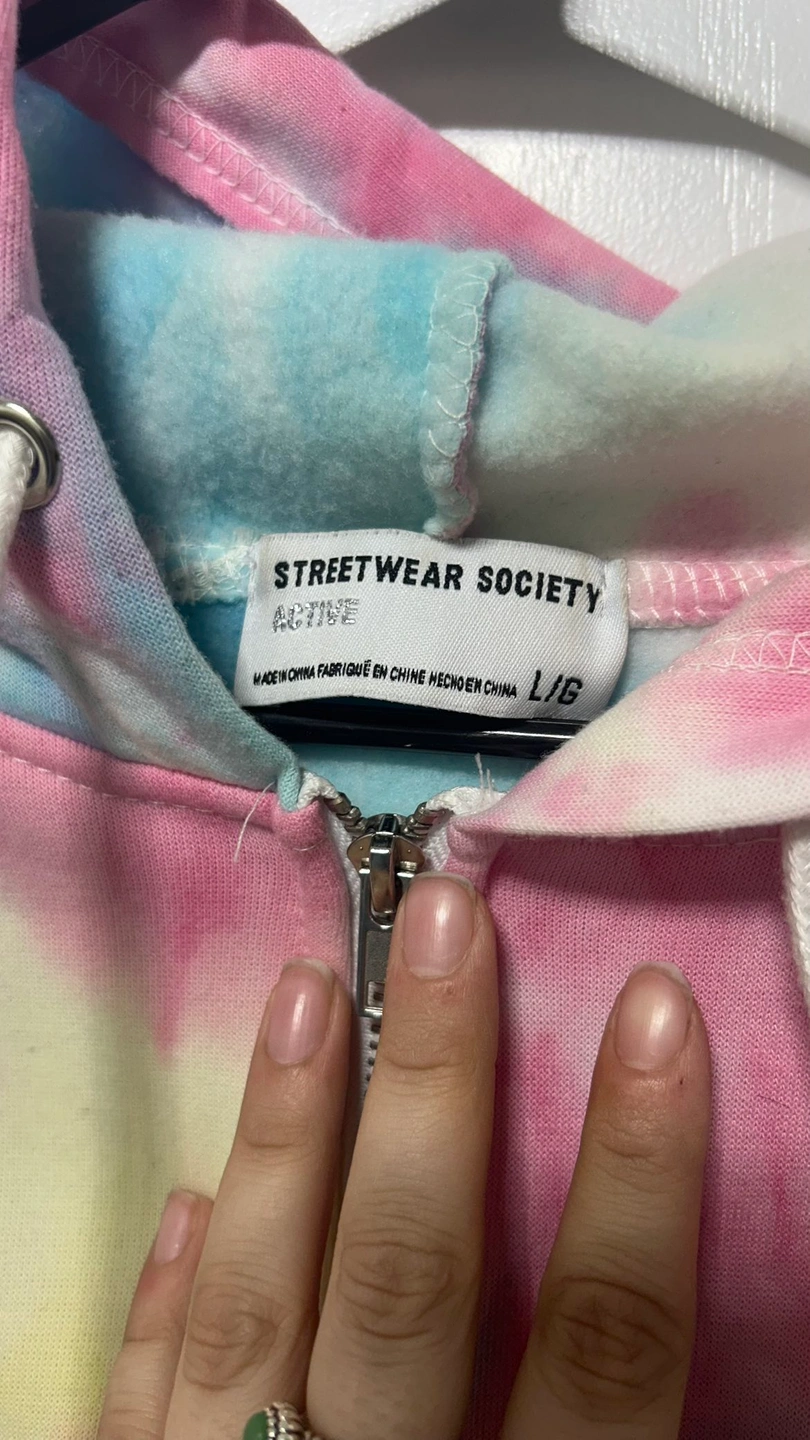 STREETWEAR SOCIETY
ACTIVE
MADE IN CHINA FABRIQUÉ EN CHINE HECHO EN CHINA L/G